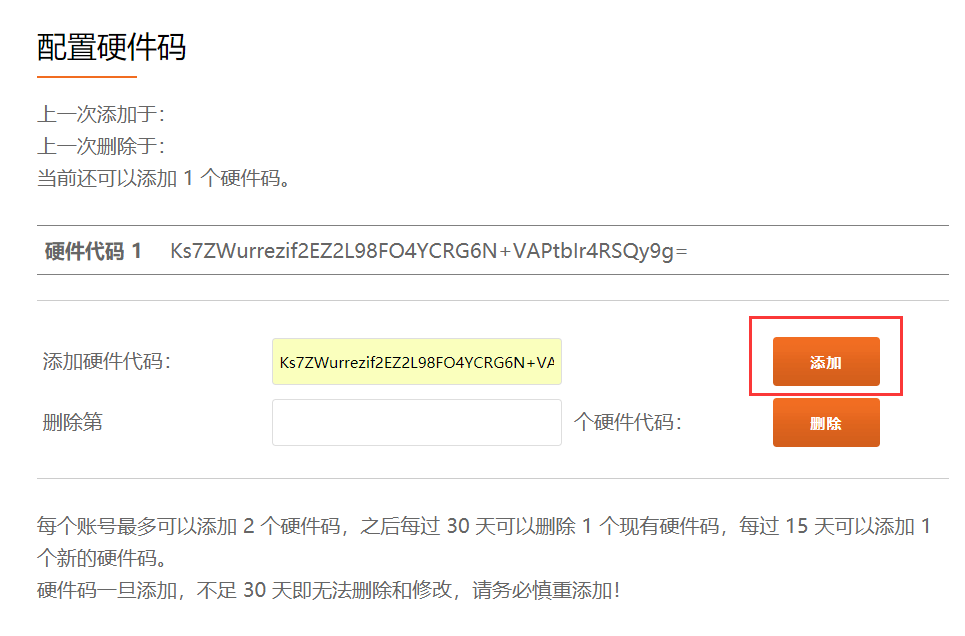 配置硬件码
上一次添加于：
上一次删除于：
当前还可以添加 1 个硬件码。
硬件代码 1 Ks7ZWurrezif2EZ2L98FO4YCRG6N+VAPtbIr4RSQy9g=
添加硬件代码： Ks7ZWurrezif2EZ2L98FO4YCRG6N+VA 添加
删除第 个硬件代码： 删除
每个账号最多可以添加 2 个硬件码，之后每过 30 天可以删除 1 个现有硬件码，每过 15 天可以添加 1
个新的硬件码。
硬件码一旦添加，不足 30 天即无法删除和修改，请务必慎重添加！